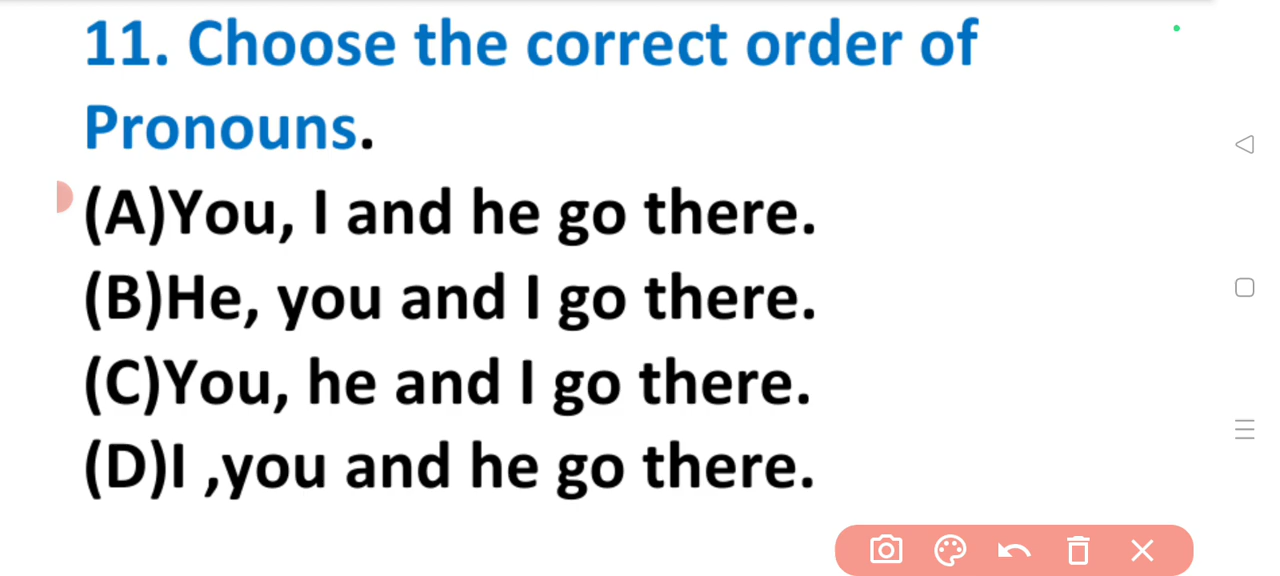 11. Choose the correct order of
Pronouns.
(A)You, I and he go there.
(B)He, you and I go there.
(C)You, he and I go there.
(D)I ,you and he go there.